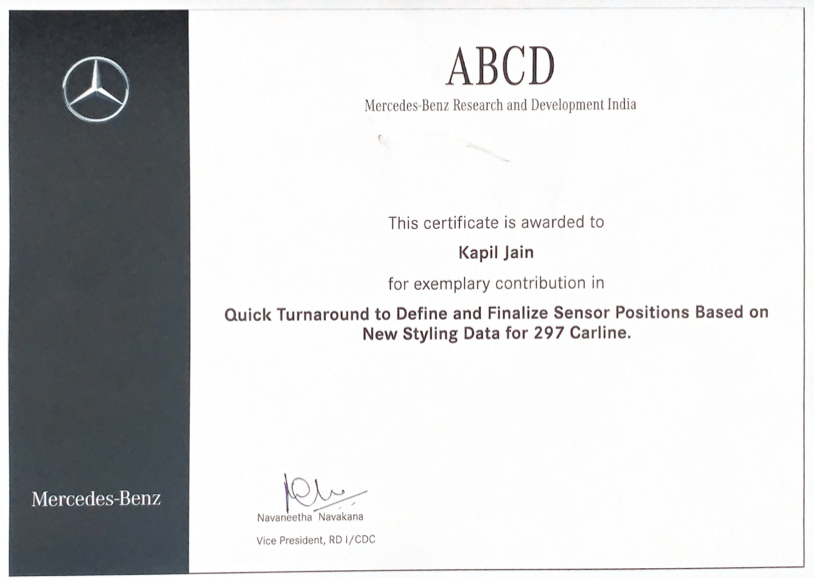 ABCD
Mercedes-Benz Research and Development India
This certificate is awarded to
Kapil Jain
for exemplary contribution in
Quick Turnaround to Define and Finalize Sensor Positions Based on
New Styling Data for 297 Carline.
Mercedes-Benz
Navaneetha Navakana
Vice President, RD I/CDC